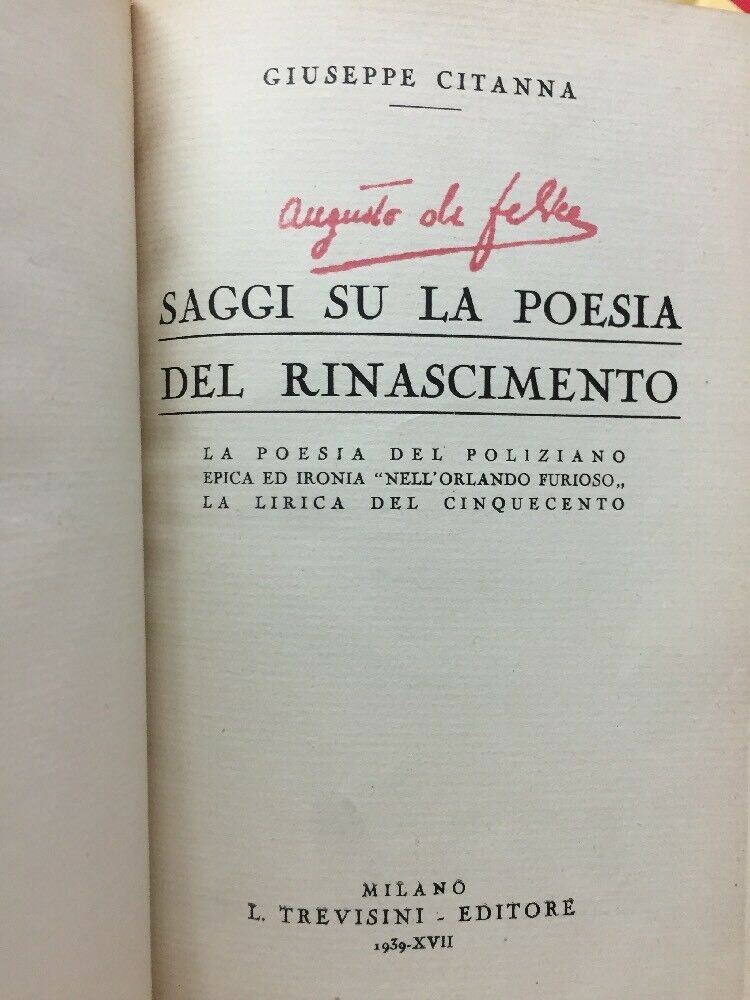 GIUSEPPE CITANNA
Augusto de
SAGGI SU LA POESIA
DEL RINASCIMENTO
LA POESIA DEL POLIZIANO
EPICA ED IRONIA “NELL'ORLANDO FURIOSO„
LA LIRICA DEL CINQUECENTO
MILANO
L. TREVISINI - EDITORE
1939-XVII